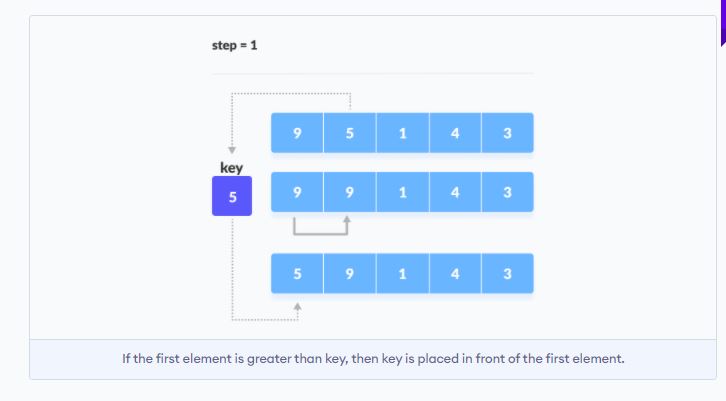 step = 1
9 5 1 4 3
key
5
9 9 1 4 3
5 9 1 4 3
If the first element is greater than key, then key is placed in front of the first element.